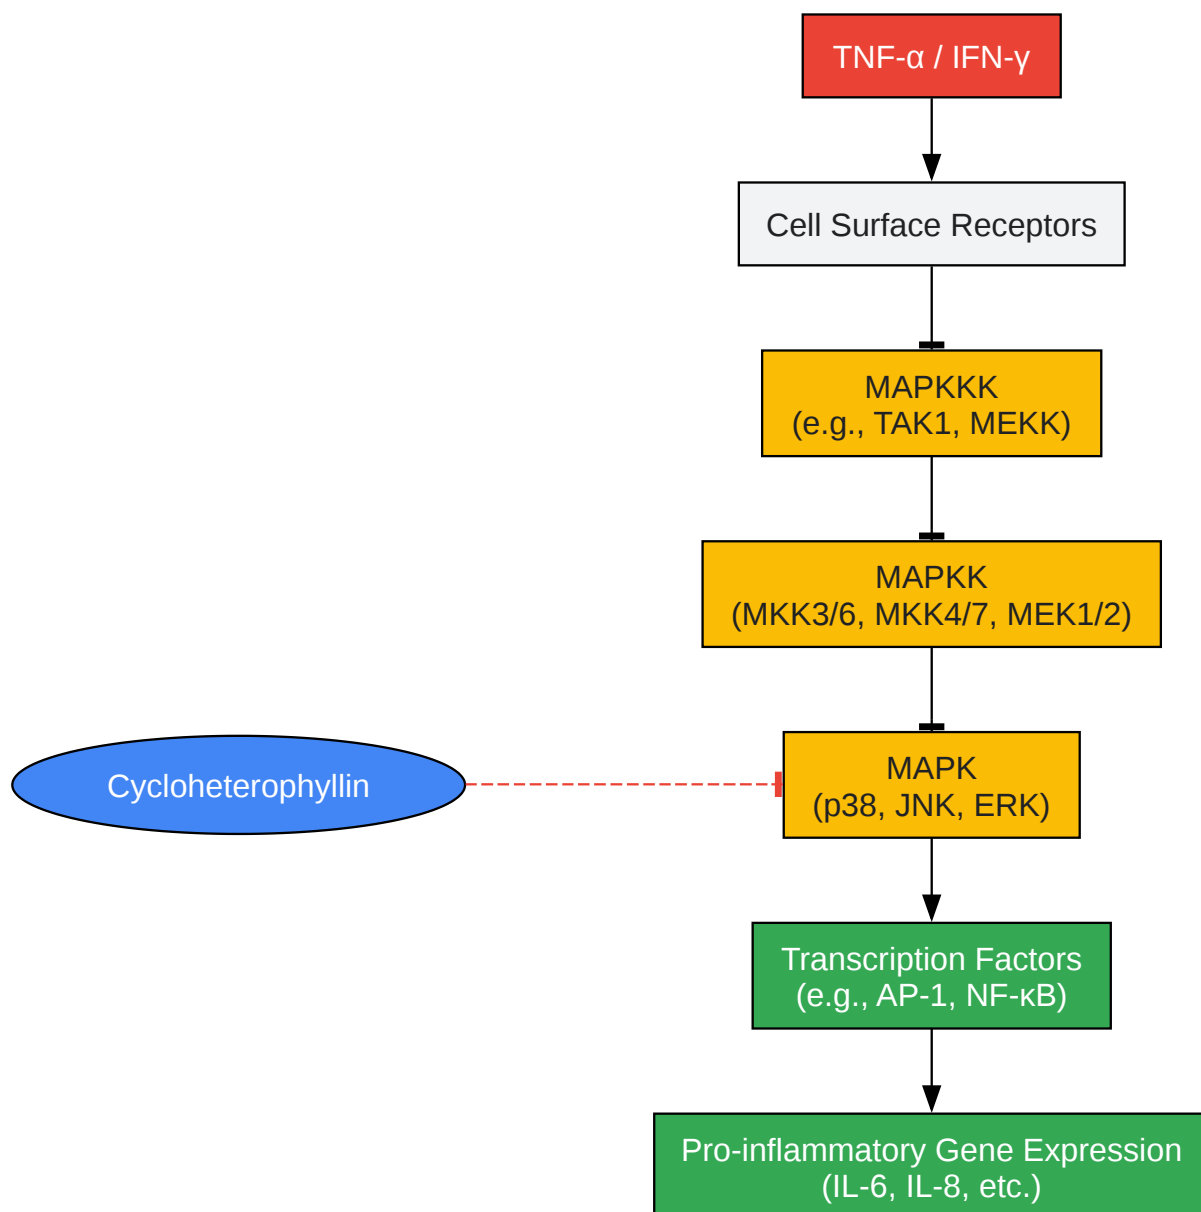 TNF-α / IFN-γ
Cell Surface Receptors
MAPKKK
(e.g., TAK1, MEKK)
MAPKK
(MKK3/6, MKK4/7, MEK1/2)
Cycloheterophyllin
MAPK
(p38, JNK, ERK)
Transcription Factors
(e.g., AP-1, NF-κB)
Pro-inflammatory Gene Expression
(IL-6, IL-8, etc.)